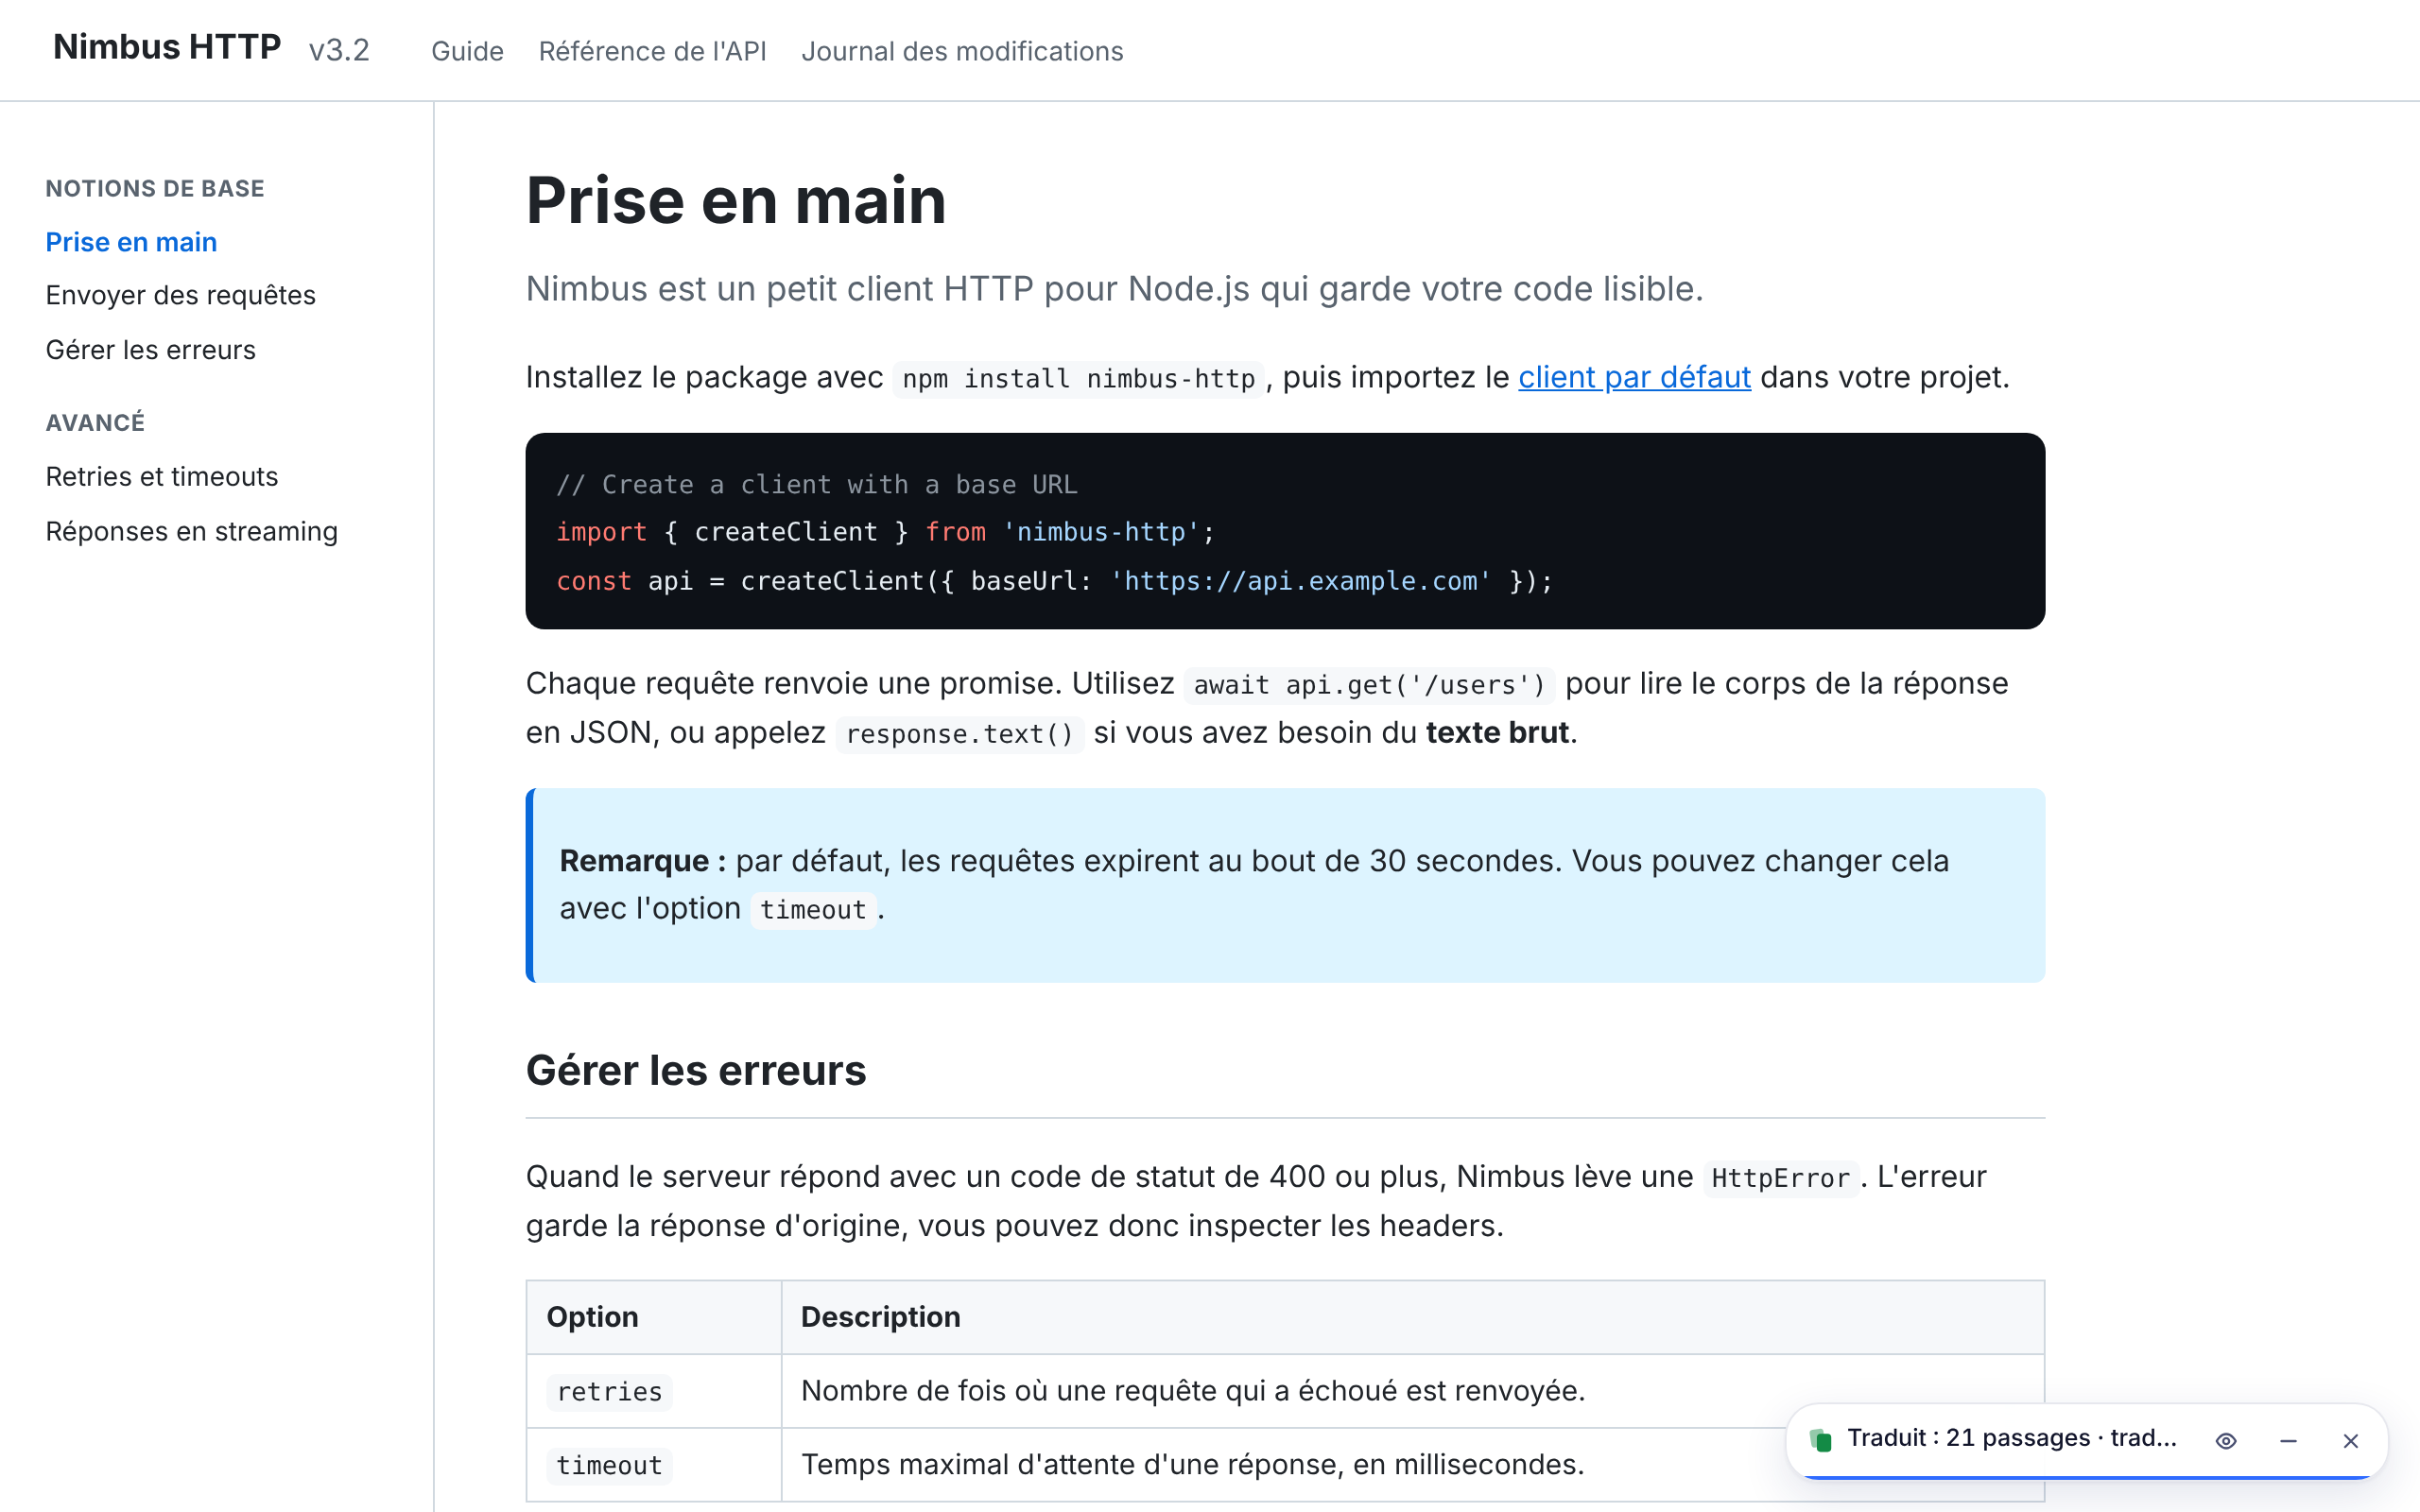 Nimbus HTTP v3.2 Guide Référence de l'API Journal des modifications
NOTIONS DE BASE
Prise en main
Envoyer des requêtes
Gérer les erreurs
AVANCÉ
Retries et timeouts
Réponses en streaming
Prise en main
Nimbus est un petit client HTTP pour Node.js qui garde votre code lisible.
Installez le package avec npm install nimbus-http, puis importez le client par défaut dans votre projet.
// Create a client with a base URL
import { createClient } from 'nimbus-http';
const api = createClient({ baseUrl: 'https://api.example.com' });
Chaque requête renvoie une promise. Utilisez await api.get('/users') pour lire le corps de la réponse
en JSON, ou appelez response.text() si vous avez besoin du texte brut.
Remarque : par défaut, les requêtes expirent au bout de 30 secondes. Vous pouvez changer cela
avec l'option timeout.
Gérer les erreurs
Quand le serveur répond avec un code de statut de 400 ou plus, Nimbus lève une HttpError. L'erreur
garde la réponse d'origine, vous pouvez donc inspecter les headers.
Option Description
retries Nombre de fois où une requête qui a échoué est renvoyée.
timeout Temps maximal d'attente d'une réponse, en millisecondes.
Traduit : 21 passages · trad...